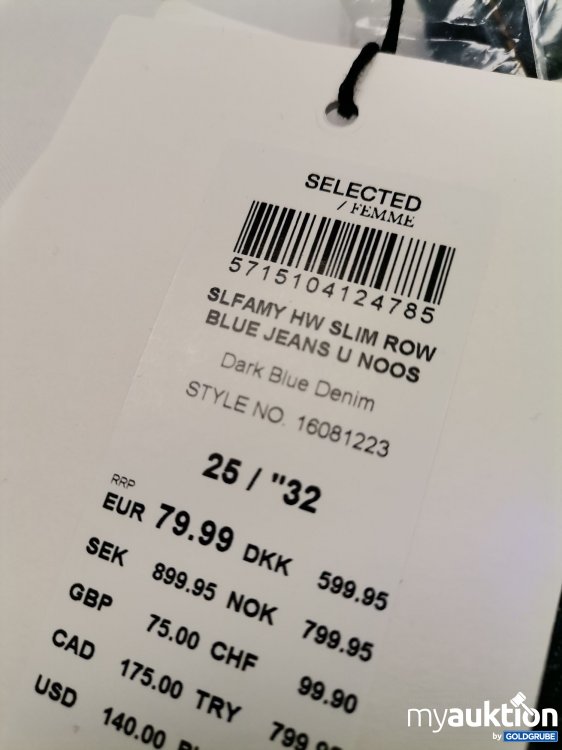 SELECTED
/ FEMME
5715104124785
SLFAMY HW SLIM ROW
BLUE JEANS U NOOS
Dark Blue Denim
STYLE NO. 16081223
25 / "32
RRP
EUR 79.99 DKK 599.95
SEK 899.95 NOK 799.95
GBP 75.00 CHF 99.90
CAD 175.00 TRY 799.95
USD 140.00
myauktion
by GOLDGRUBE